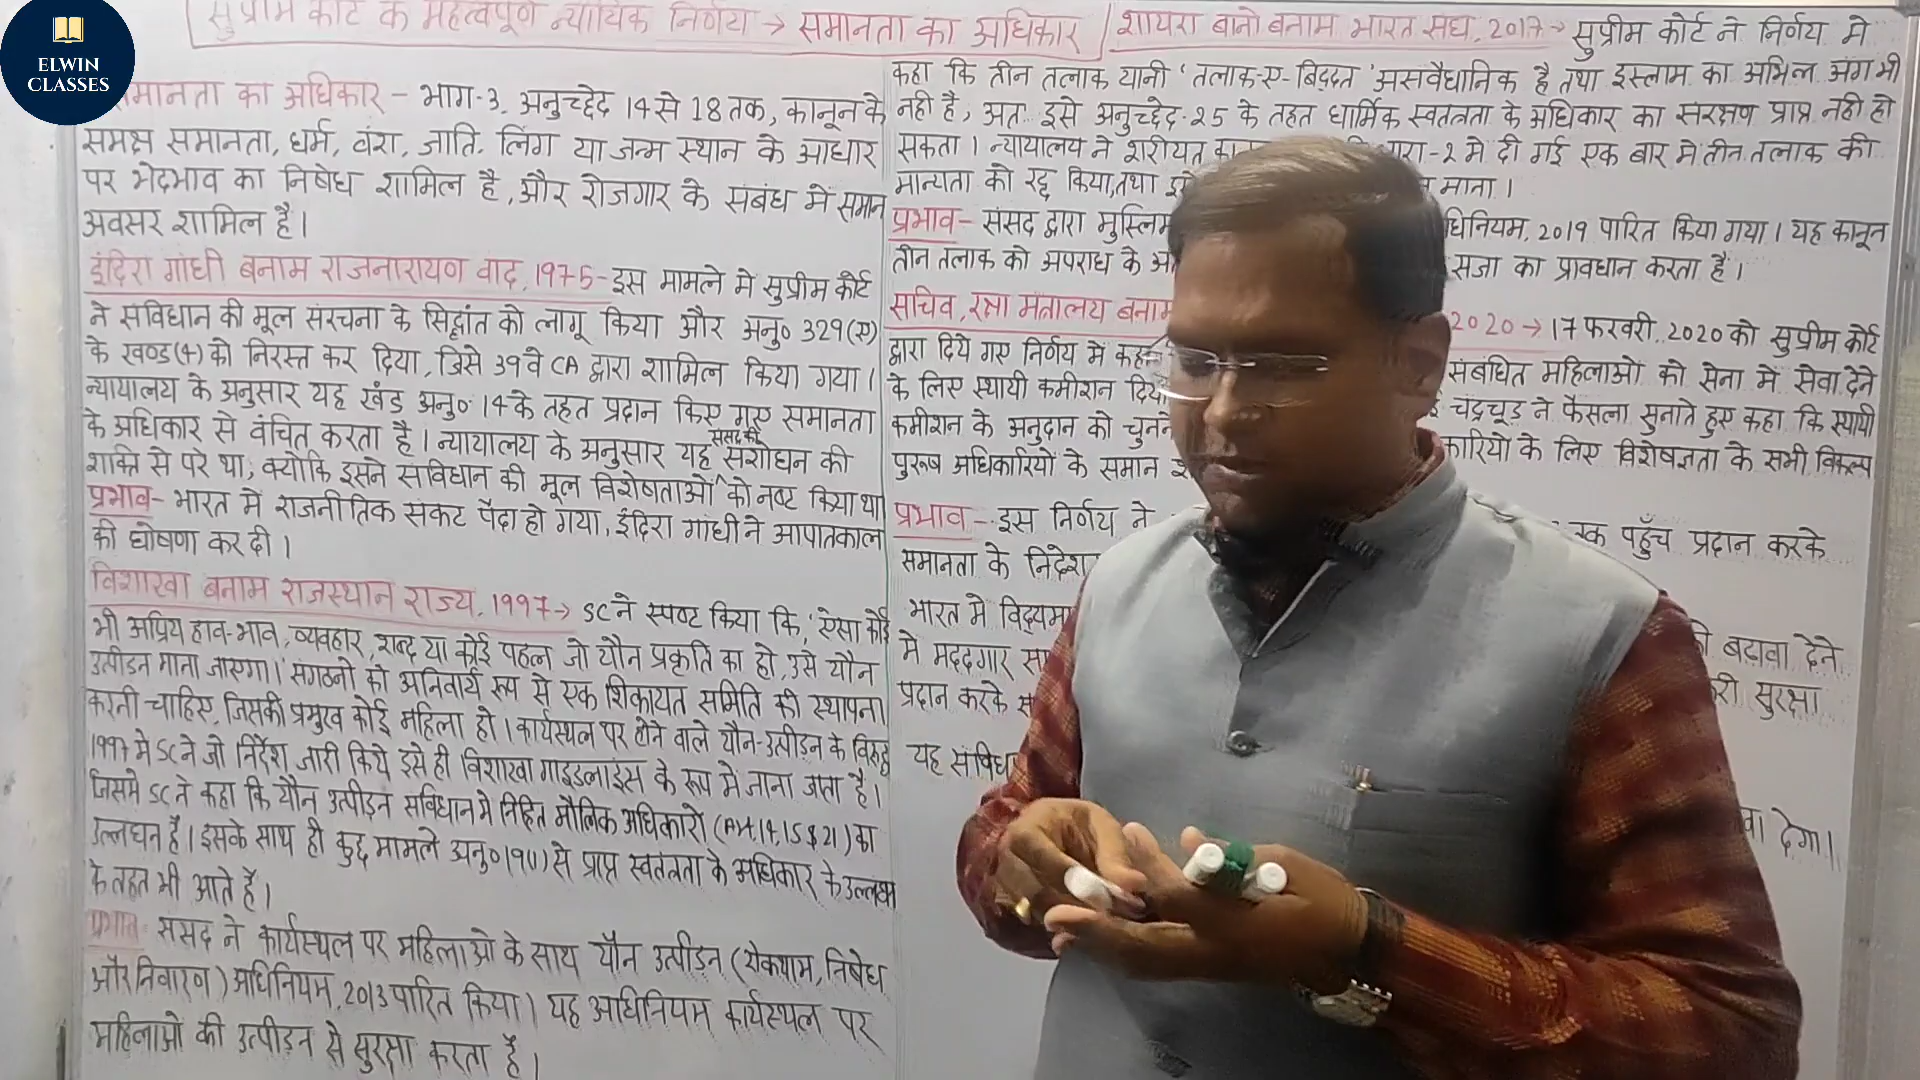 ELWIN
CLASSES
सुप्रीम कोर्ट के महत्वपूर्ण न्यायिक निर्णय → समानता का अधिकार
समानता का अधिकार – भाग-3, अनुच्छेद 14 से 18 तक, कानून के
समक्ष समानता, धर्म, वंश, जाति, लिंग या जन्म स्थान के आधार
पर भेदभाव का निषेध शामिल है, और रोजगार के संबंध में समान
अवसर शामिल है।
इंदिरा गांधी बनाम राजनारायण वाद, 1975 – इस मामले में सुप्रीम कोर्ट
ने संविधान की मूल संरचना के सिद्धांत को लागू किया और अनु० 329(ए)
के खण्ड(4) को निरस्त कर दिया, जिसे 39वे CA द्वारा शामिल किया गया।
न्यायालय के अनुसार यह खंड अनु० 14 के तहत प्रदान किए गए समानता
के अधिकार से वंचित करता है। न्यायालय के अनुसार यह संसद की संशोधन की
शक्ति से परे था, क्योंकि इसने संविधान की मूल विशेषताओं को नष्ट किया था
प्रभाव – भारत में राजनीतिक संकट पैदा हो गया, इंदिरा गांधी ने आपातकाल
की घोषणा कर दी।
विशाखा बनाम राजस्थान राज्य, 1997 → SC ने स्पष्ट किया कि, 'ऐसा कोई
भी अप्रिय हाव-भाव, व्यवहार, शब्द या कोई पहल जो यौन प्रकृति का हो, उसे यौन
उत्पीड़न माना जाएगा।' संगठनों को अनिवार्य रूप से एक शिकायत समिति की स्थापना
करनी चाहिए, जिसकी प्रमुख कोई महिला हो। कार्यस्थल पर होने वाले यौन-उत्पीड़न के विरुद्ध
1997 में SC ने जो निर्देश जारी किये इसे ही विशाखा गाइडलाइंस के रूप में जाना जाता है।
जिसमे SC ने कहा कि यौन उत्पीड़न संविधान में निहित मौलिक अधिकारों (Art, 14, 15 & 21) का
उल्लंघन है। इसके साथ ही कुछ मामले अनु० 19(1) से प्राप्त स्वतंत्रता के अधिकार के उल्लंघन
के तहत भी आते हैं।
प्रभाव संसद ने कार्यस्थल पर महिलाओं के साथ यौन उत्पीड़न (रोकथाम, निषेध
और निवारण) अधिनियम, 2013 पारित किया। यह अधिनियम, कार्यस्थल पर
महिलाओं की उत्पीड़न से सुरक्षा करता है।
शायरा बानो बनाम भारत संघ, 2017 → सुप्रीम कोर्ट ने निर्णय में
कहा कि तीन तलाक यानी 'तलाक-ए-बिद्दत' असंवैधानिक है तथा इस्लाम का अभिन्न अंग भी
नहीं है, अतः इसे अनुच्छेद-25 के तहत धार्मिक स्वतंत्रता के अधिकार का संरक्षण प्राप्त नहीं हो
सकता। न्यायालय ने शरीयत -2 में दी गई एक बार में तीन तलाक की
मान्यता को रद्द किया, तथा माना।
प्रभाव – संसद द्वारा मुस्लिम 2019 पारित किया गया। यह कानून
तीन तलाक को अपराध के सजा का प्रावधान करता है।
सचिव, रक्षा मंत्रालय बनाम 2020 → 17 फरवरी, 2020 को सुप्रीम कोर्ट
द्वारा दिये गए निर्णय में संबंधित महिलाओं को सेना में सेवा देने
के लिए स्थायी कमीशन चंद्रचूड़ ने फैसला सुनाते हुए कहा कि स्थायी
कमीशन के अनुदान को चुनने के लिए विशेषज्ञता के सभी विकल्प
पुरुष अधिकारियों के समान
प्रभाव – इस निर्णय ने तक पहुँच प्रदान करके
समानता के
भारत में बढ़ावा देने
में मददगार सुरक्षा
प्रदान करके
यह देगा।